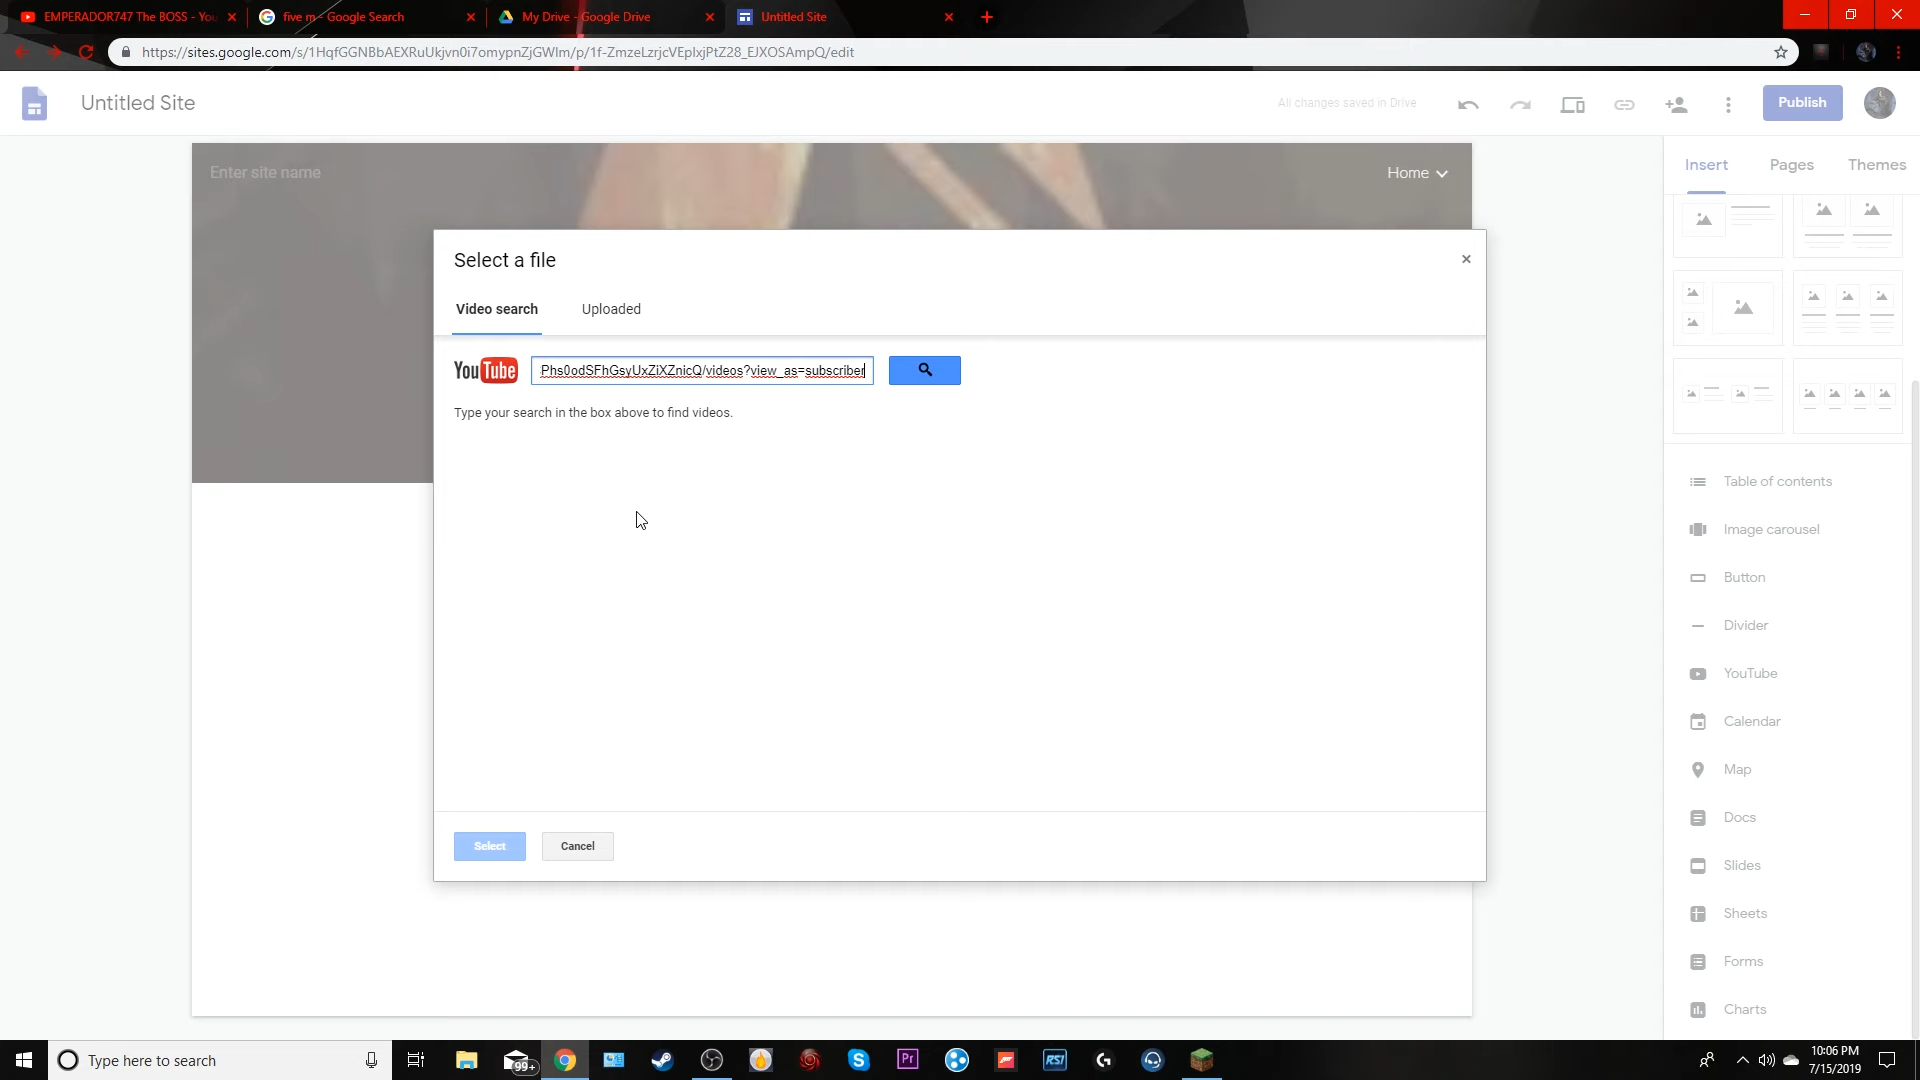 EMPERADOR747 The BOSS - You
five m - Google Search
My Drive - Google Drive
Untitled Site
https://sites.google.com/s/1HqfGGNBbAEXRuUkjvn0i7omypnZjGWIm/p/1f-ZmzeLzrjcVEpIxjPtZ28_EJXOSAmpQ/edit
Untitled Site
All changes saved in Drive
Publish
Enter site name
Home
Insert
Pages
Themes
Select a file
Video search
Uploaded
YouTube
Phs0odSFhGsyUxZiXZnicQ/videos?view_as=subscriber
Type your search in the box above to find videos.
Select
Cancel
Table of contents
Image carousel
Button
Divider
YouTube
Calendar
Map
Docs
Slides
Sheets
Forms
Charts
Type here to search
99+
Pr
RSI
10:06 PM
7/15/2019